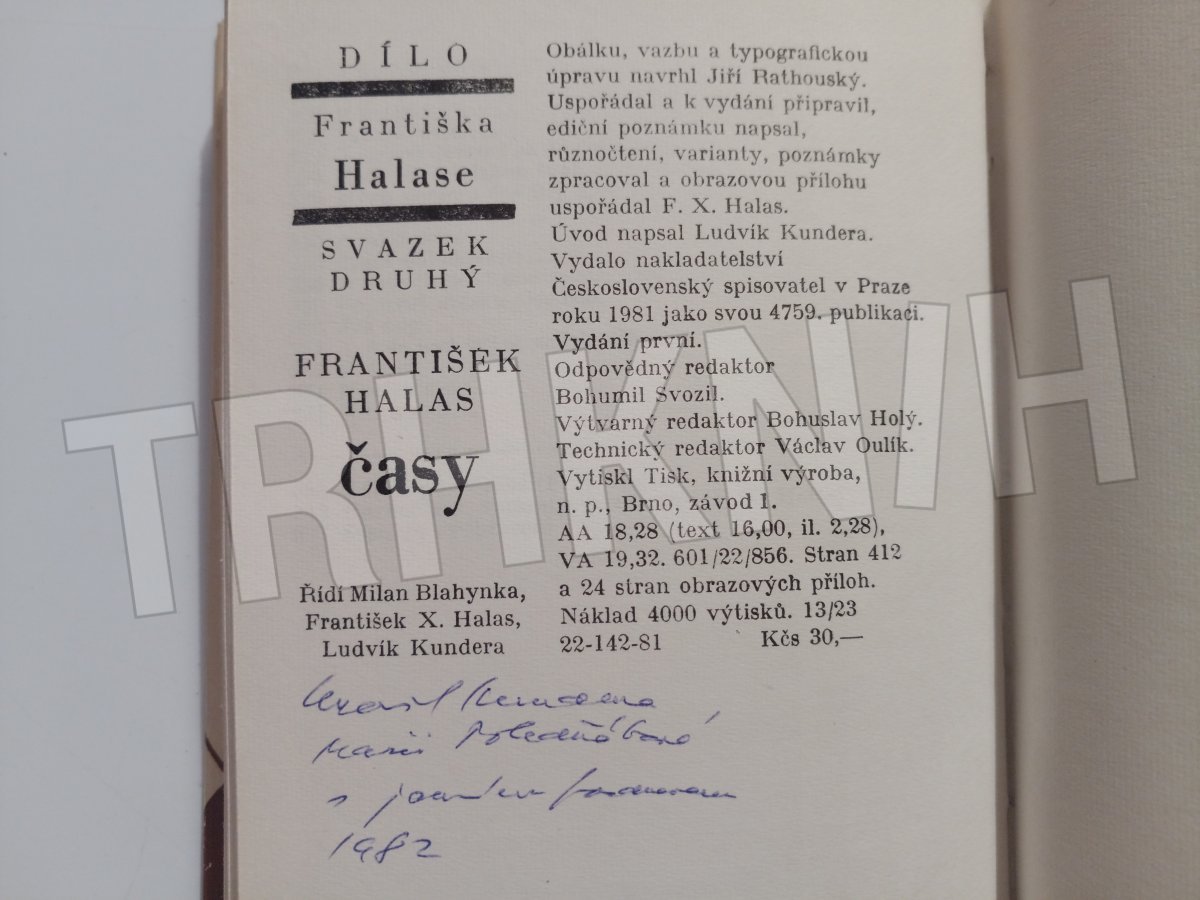 DÍLO
Františka
Halase
SVAZEK
DRUHÝ
FRANTIŠEK
HALAS
časy
Řídí Milan Blahynka,
František X. Halas,
Ludvík Kundera
Obálku, vazbu a typografickou
úpravu navrhl Jiří Rathouský.
Uspořádal a k vydání připravil,
ediční poznámku napsal,
různočtení, varianty, poznámky
zpracoval a obrazovou přílohu
uspořádal F. X. Halas.
Úvod napsal Ludvík Kundera.
Vydalo nakladatelství
Československý spisovatel v Praze
roku 1981 jako svou 4759. publikaci.
Vydání první.
Odpovědný redaktor
Bohumil Svozil.
Výtvarný redaktor Bohuslav Holý.
Technický redaktor Václav Oulík.
Vytiskl Tisk, knižní výroba,
n. p., Brno, závod 1.
AA 18,28 (text 16,00, il. 2,28),
VA 19,32. 601/22/856. Stran 412
a 24 stran obrazových příloh.
Náklad 4000 výtisků. 13/23
22-142-81 Kčs 30,—
Kundera
1982
TRHKNIH